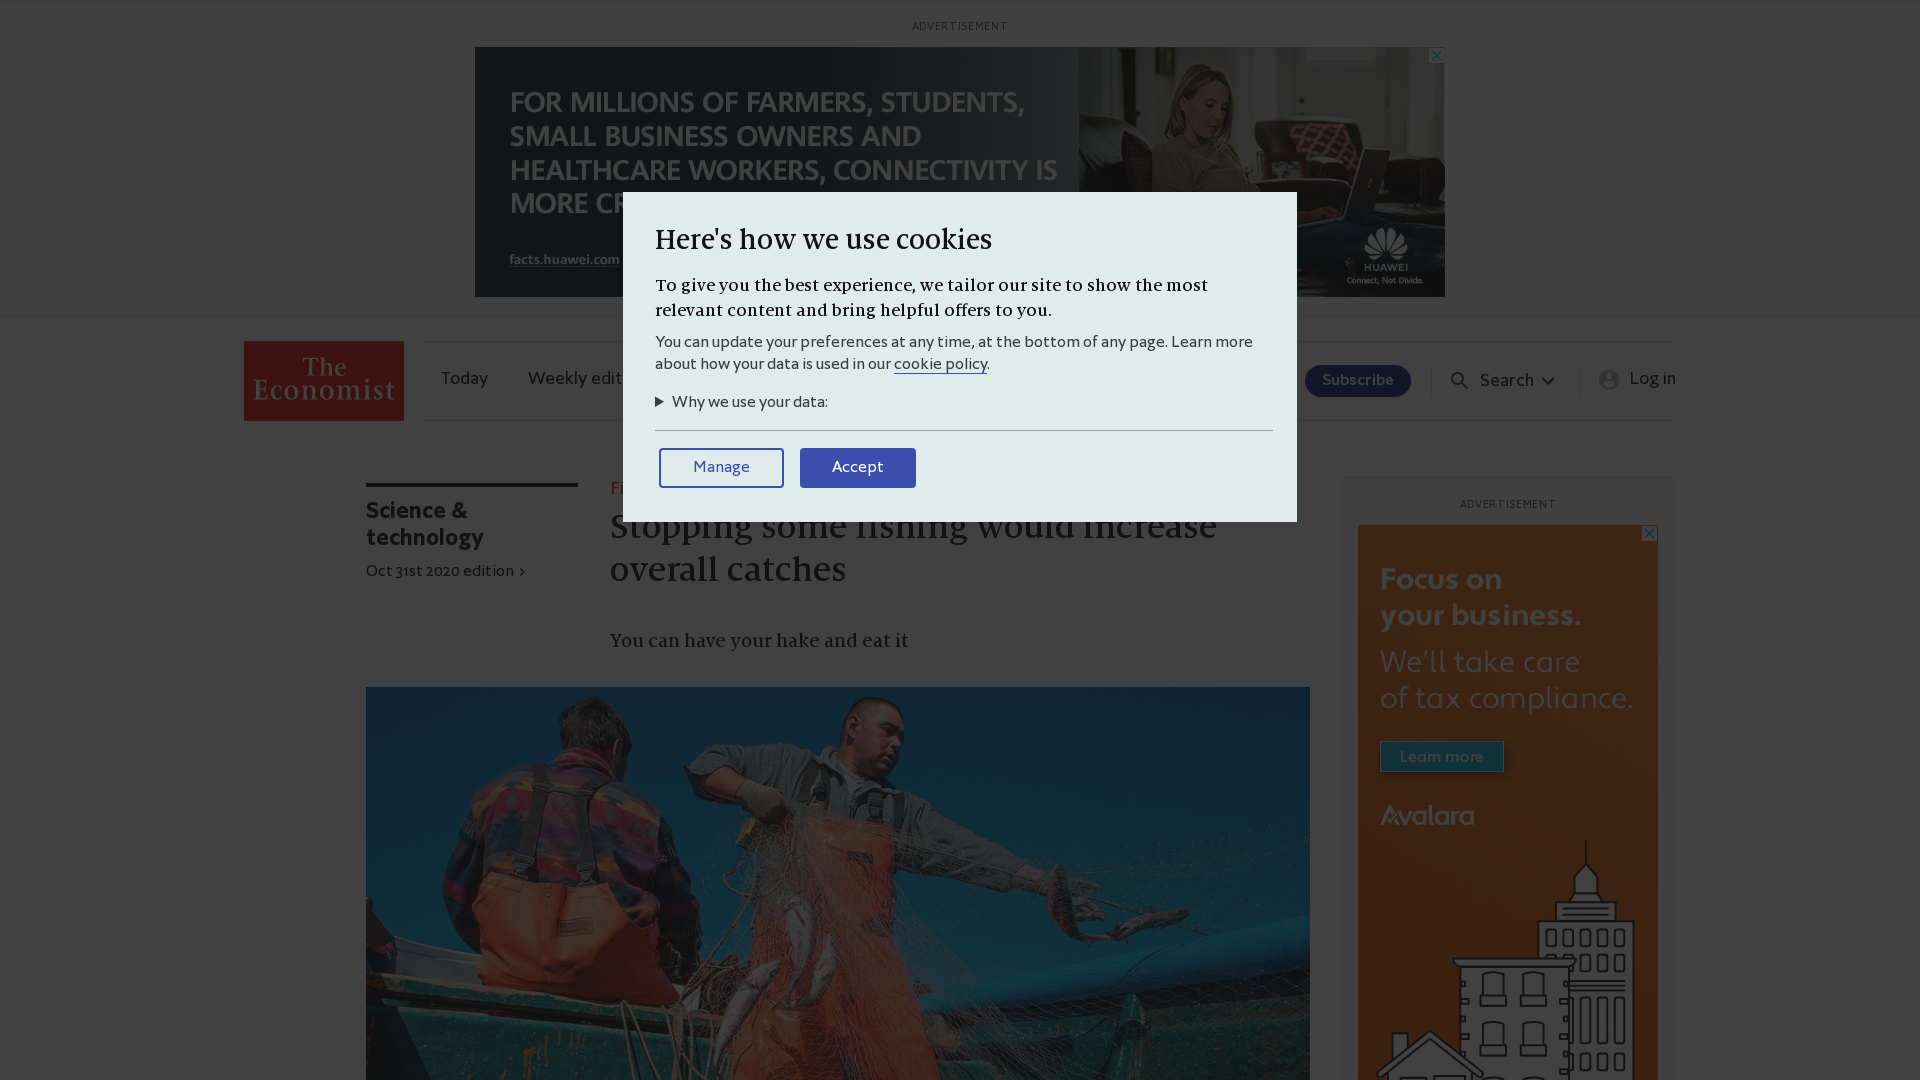 ADVERTISEMENT
FOR MILLIONS OF FARMERS, STUDENTS,
SMALL BUSINESS OWNERS AND
HEALTHCARE WORKERS, CONNECTIVITY IS
MORE
facts.huawei.com
HUAWEI
Connect, Not Divide.
Here's how we use cookies
To give you the best experience, we tailor our site to show the most
relevant content and bring helpful offers to you.
You can update your preferences at any time, at the bottom of any page. Learn more
about how your data is used in our cookie policy.
Why we use your data:
Manage
Accept
The
Economist
Today
Weekly edit
Subscribe
Search
Log in
Science &
technology
Oct 31st 2020 edition ›
Stopping some fishing would increase
overall catches
You can have your hake and eat it
ADVERTISEMENT
Focus on
your business.
We'll take care
of tax compliance.
Learn more
Avalara